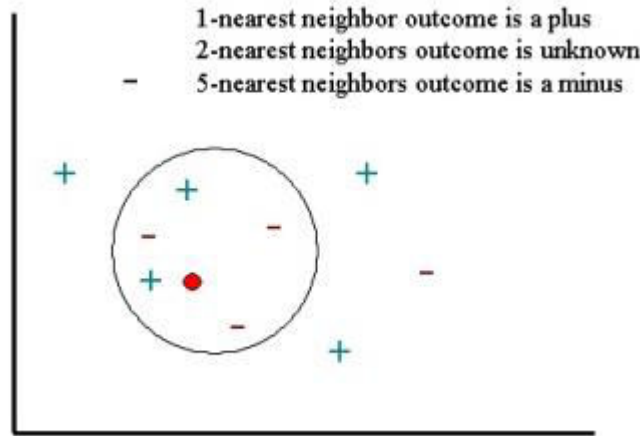 1-nearest neighbor outcome is a plus
2-nearest neighbors outcome is unknown
5-nearest neighbors outcome is a minus